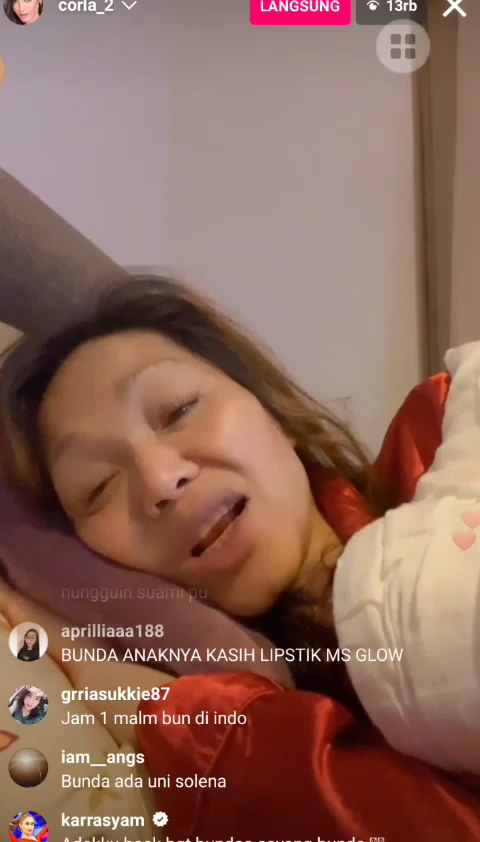 corla_2
LANGSUNG
13rb
nungguin suami pu
aprilliaaa188
BUNDA ANAKNYA KASIH LIPSTIK MS GLOW
grriasukkie87
Jam 1 malm bun di indo
iam__angs
Bunda ada uni solena
karrasyam